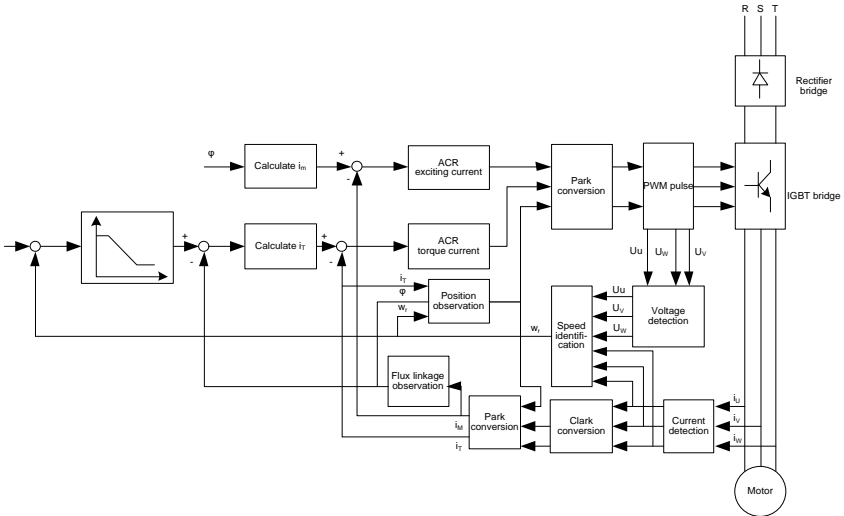 R S T
Rectifier
bridge
φ
Calculate im
+
-
ACR
exciting current
Park
conversion
PWM pulse
IGBT bridge
+
-
Calculate iT
+
-
ACR
torque current
Uu
UW
UV
iT
φ
wr
Position
observation
wr
Speed
identifi-
cation
Uu
UV
UW
Voltage
detection
Flux linkage
observation
iM
iT
Park
conversion
Clark
conversion
Current
detection
iU
iV
iW
Motor